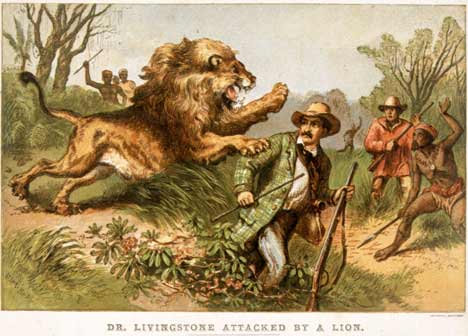 DR. LIVINGSTONE ATTACKED BY A LION.